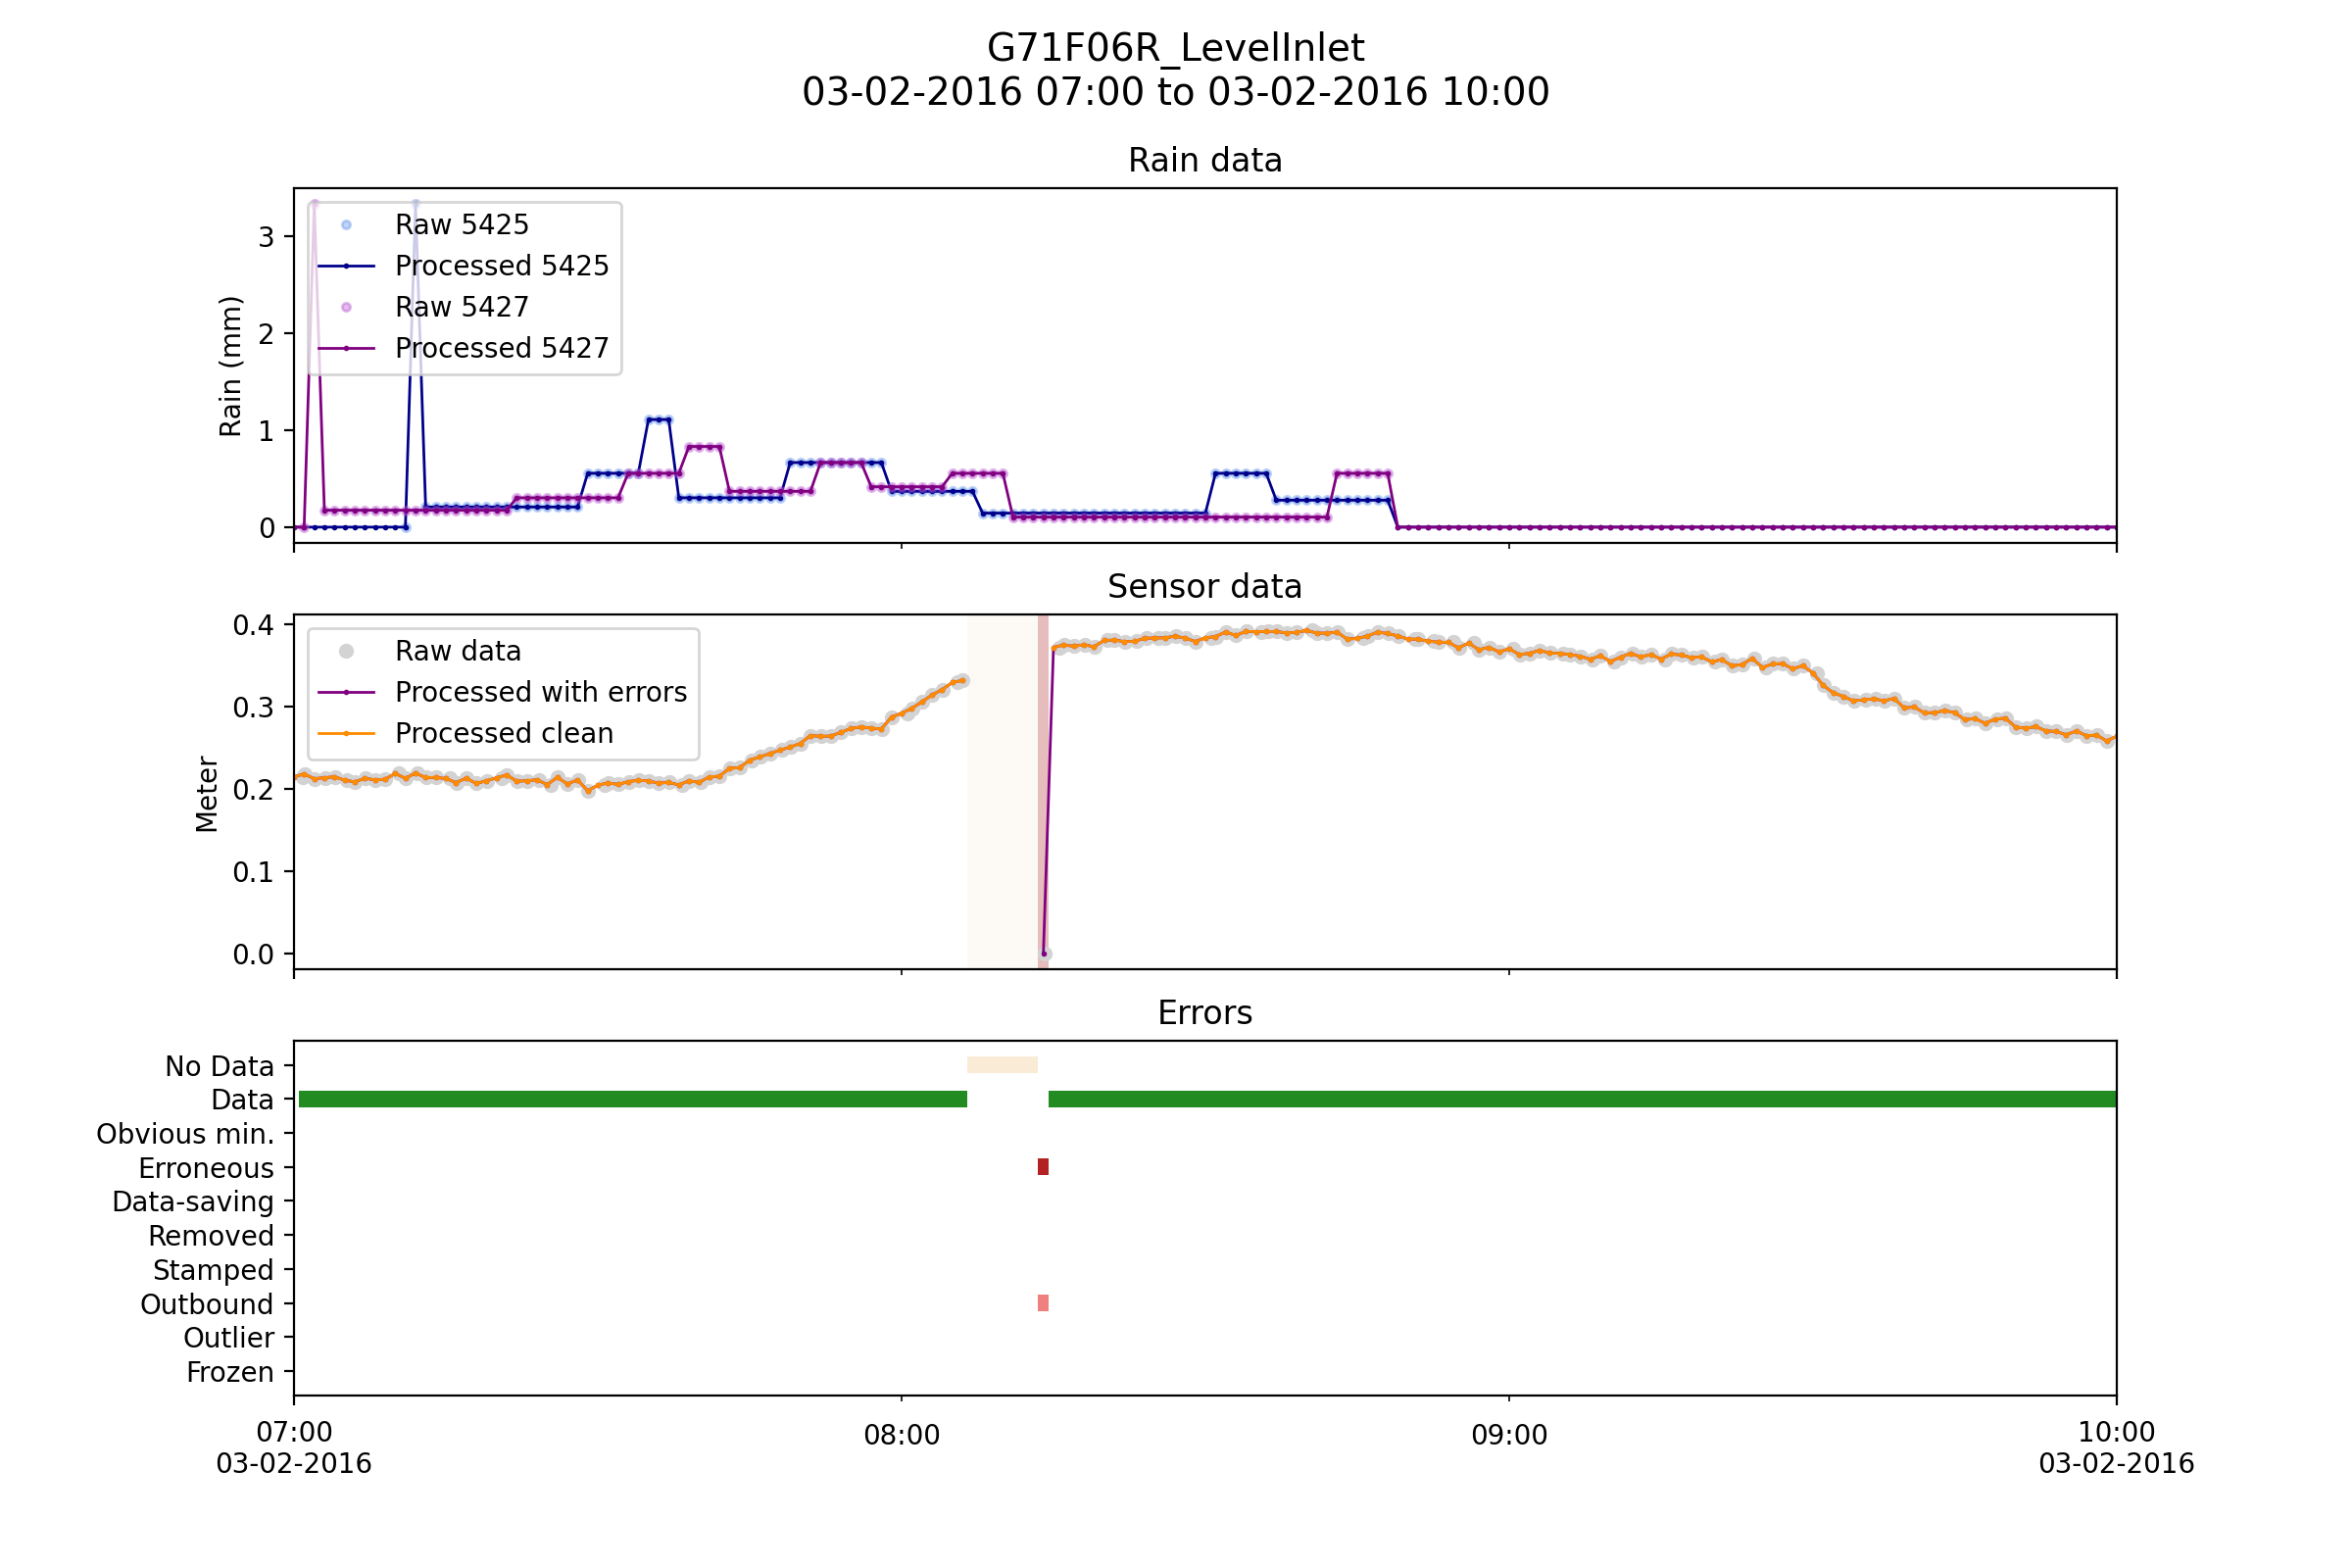 G71F06R_LevelInlet
03-02-2016 07:00 to 03-02-2016 10:00
Rain data
Rain (mm)
3
2
1
0
Raw 5425
Processed 5425
Raw 5427
Processed 5427
Sensor data
Meter
0.4
0.3
0.2
0.1
0.0
Raw data
Processed with errors
Processed clean
Errors
No Data
Data
Obvious min.
Erroneous
Data-saving
Removed
Stamped
Outbound
Outlier
Frozen
07:00 08:00 09:00 10:00
03-02-2016 03-02-2016